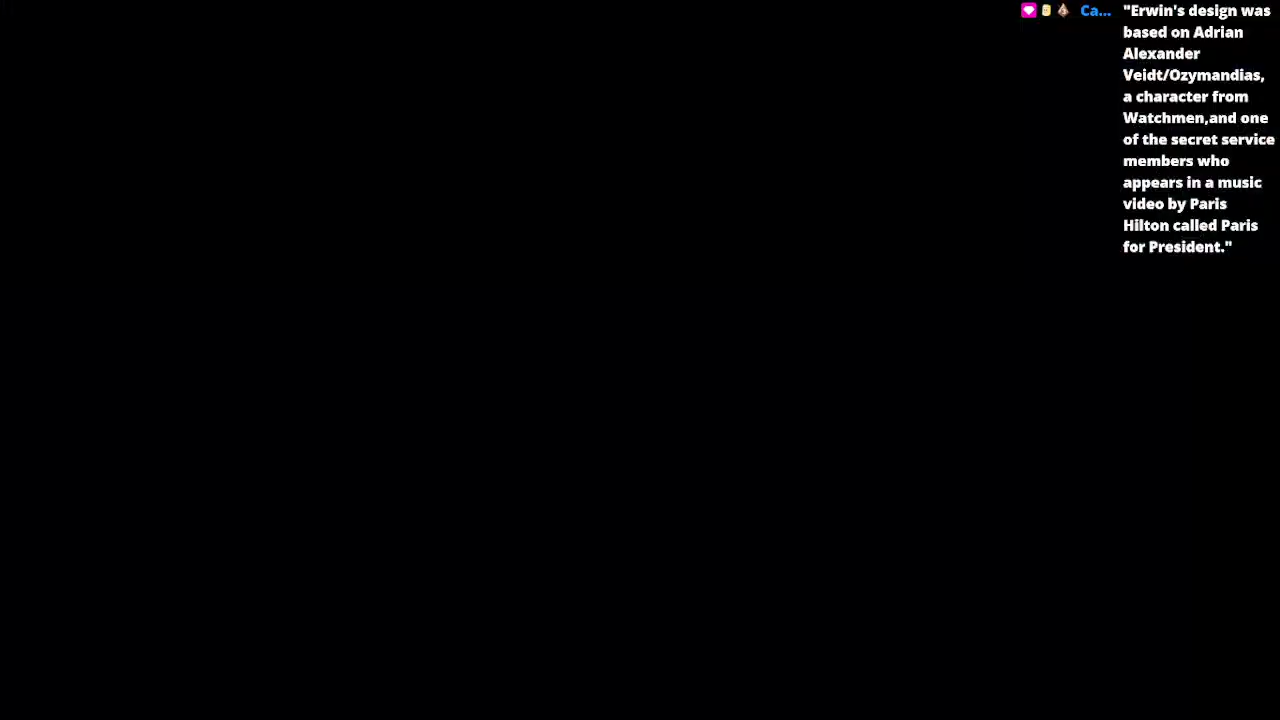 Ca... "Erwin's design was
based on Adrian
Alexander
Veidt/Ozymandias,
a character from
Watchmen,and one
of the secret service
members who
appears in a music
video by Paris
Hilton called Paris
for President."